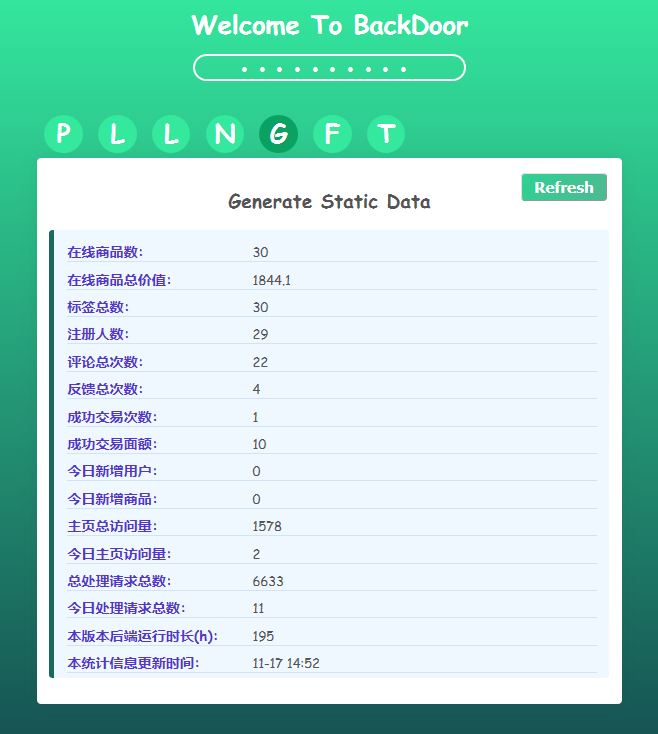 Welcome To BackDoor
• • • • • • • • • •
P L L N G F T
Refresh
Generate Static Data
在线商品数: 30
在线商品总价值: 1844.1
标签总数: 30
注册人数: 29
评论总次数: 22
反馈总次数: 4
成功交易次数: 1
成功交易面额: 10
今日新增用户: 0
今日新增商品: 0
主页总访问量: 1578
今日主页访问量: 2
总处理请求总数: 6633
今日处理请求总数: 11
本版本后端运行时长(h): 195
本统计信息更新时间: 11-17 14:52